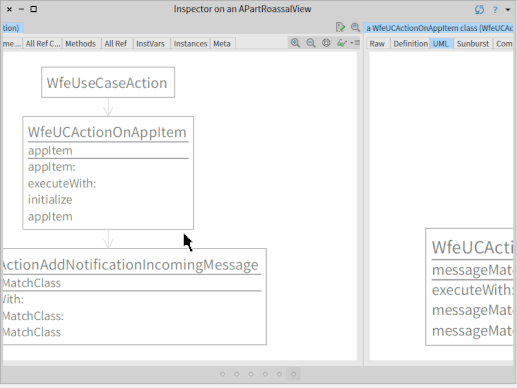 Inspector on an APartRoassalView
tion)
me... All Ref C... Methods All Ref InstVars Instances Meta
WfeUseCaseAction
WfeUCActionOnAppItem
appItem
appItem:
executeWith:
initialize
appItem
ActionAddNotificationIncomingMessage
MatchClass
With:
MatchClass:
MatchClass
a WfeUCActionOnAppItem class (WfeUCAc
Raw Definition UML Sunburst Com
WfeUCActi
messageMat
executeWith:
messageMat
messageMat